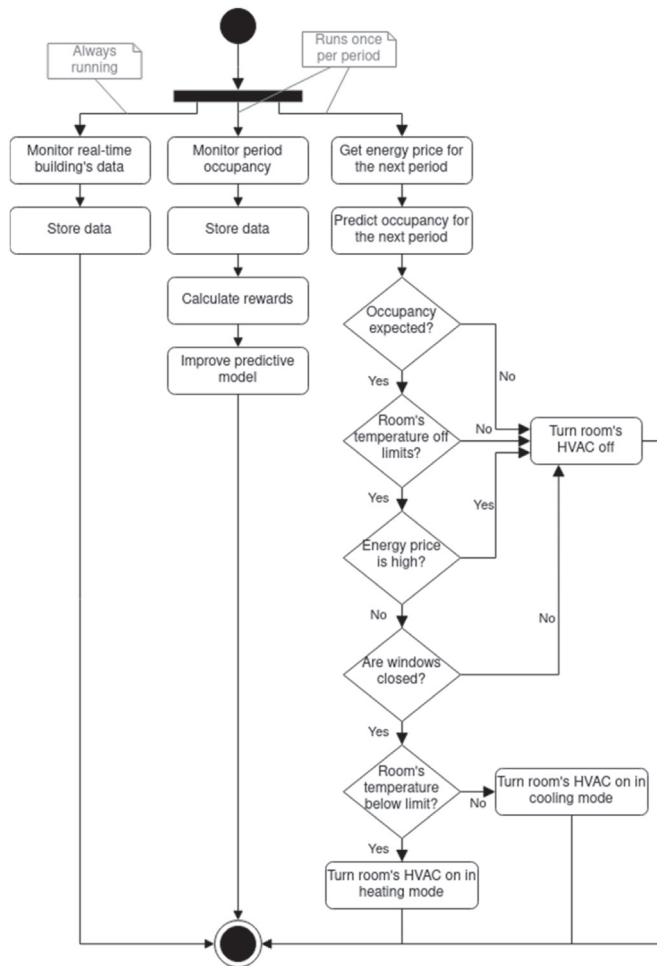 Always
running
Runs once
per period
Monitor real-time
building's data
Monitor period
occupancy
Get energy price for
the next period
Store data
Store data
Predict occupancy for
the next period
Calculate rewards
Improve predictive
model
Occupancy
expected?
No
Yes
Room's
temperature off
limits?
No
Turn room's
HVAC off
Yes
Yes
Energy price
is high?
No
No
Are windows
closed?
Yes
Room's
temperature
below limit?
No
Turn room's HVAC on in
cooling mode
Yes
Turn room's HVAC on in
heating mode